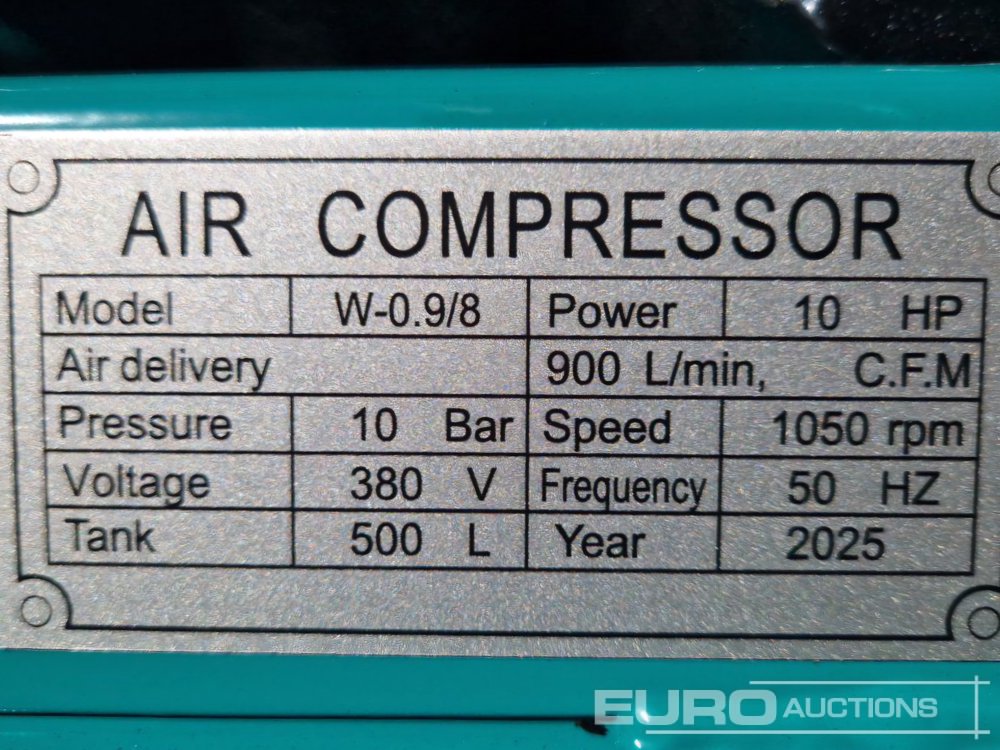 AIR COMPRESSOR
Model W-0.9/8 Power 10 HP
Air delivery 900 L/min, C.F.M
Pressure 10 Bar Speed 1050 rpm
Voltage 380 V Frequency 50 HZ
Tank 500 L Year 2025
EURO AUCTIONS